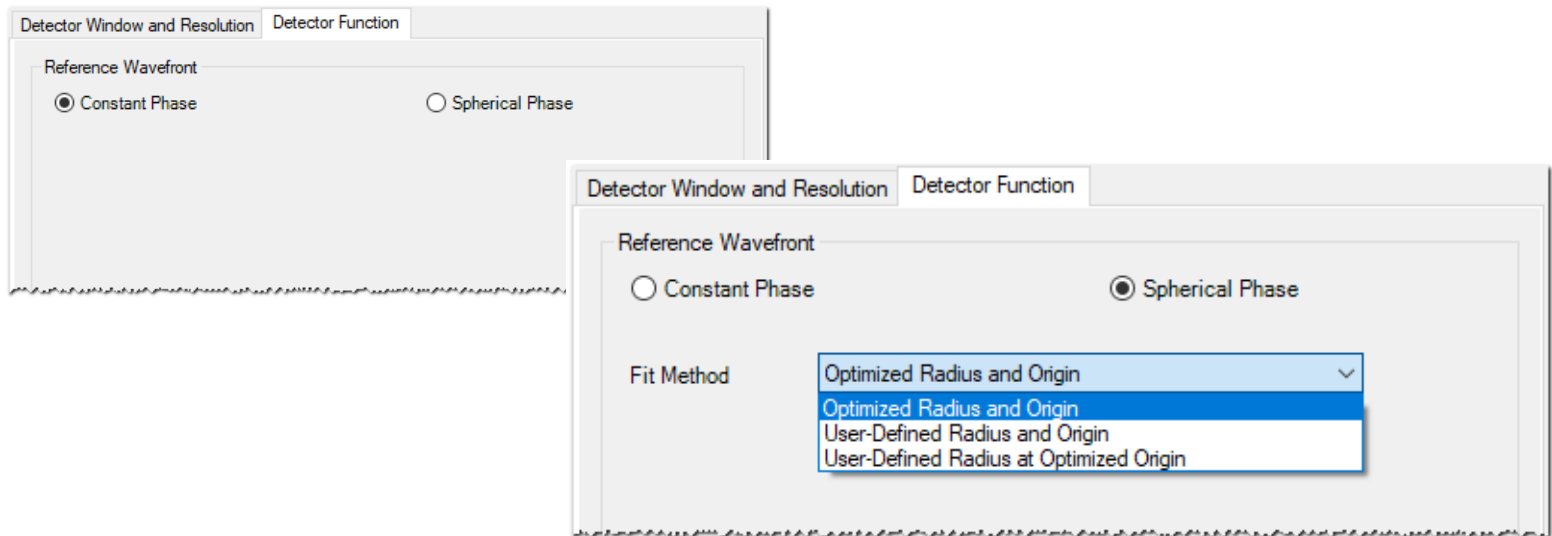 Detector Window and Resolution Detector Function
Reference Wavefront
Constant Phase Spherical Phase
Detector Window and Resolution Detector Function
Reference Wavefront
Constant Phase Spherical Phase
Fit Method Optimized Radius and Origin
Optimized Radius and Origin
User-Defined Radius and Origin
User-Defined Radius at Optimized Origin